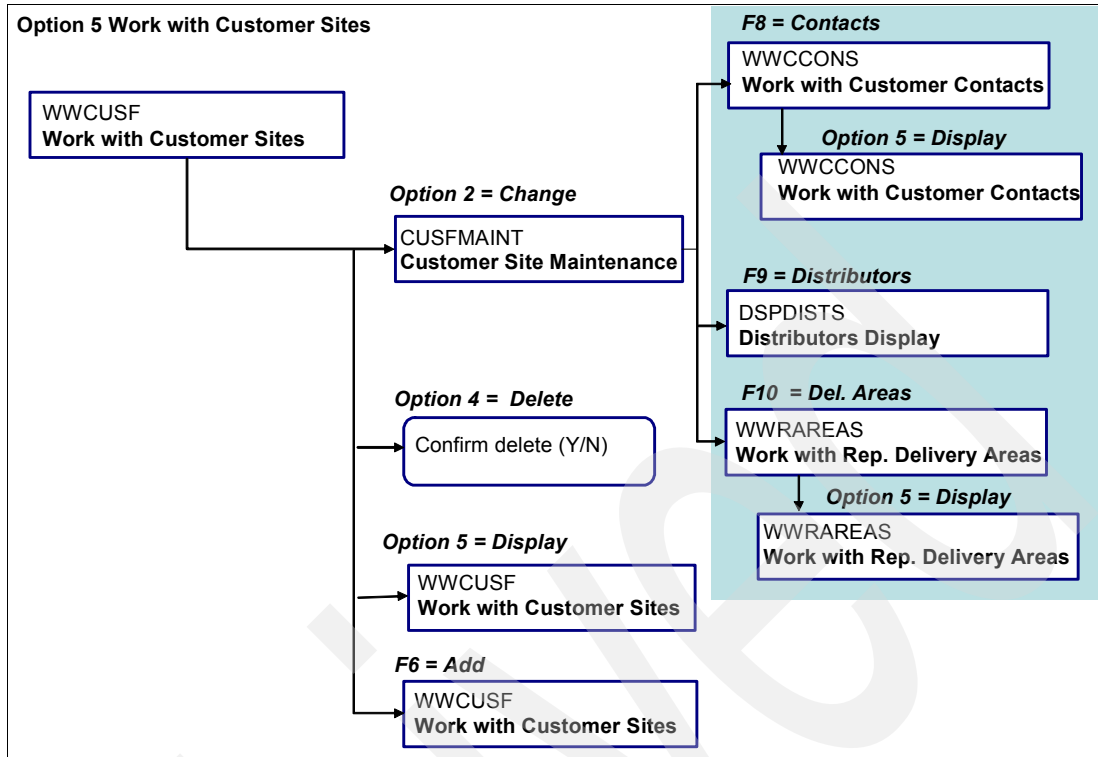 Option 5 Work with Customer Sites
WWCUSF
Work with Customer Sites
Option 2 = Change
CUSFMAINT
Customer Site Maintenance
Option 4 = Delete
Confirm delete (Y/N)
Option 5 = Display
WWCUSF
Work with Customer Sites
F6 = Add
WWCUSF
Work with Customer Sites
F8 = Contacts
WWCCONS
Work with Customer Contacts
Option 5 = Display
WWCCONS
Work with Customer Contacts
F9 = Distributors
DSPDISTS
Distributors Display
F10 = Del. Areas
WWRAREAS
Work with Rep. Delivery Areas
Option 5 = Display
WWRAREAS
Work with Rep. Delivery Areas